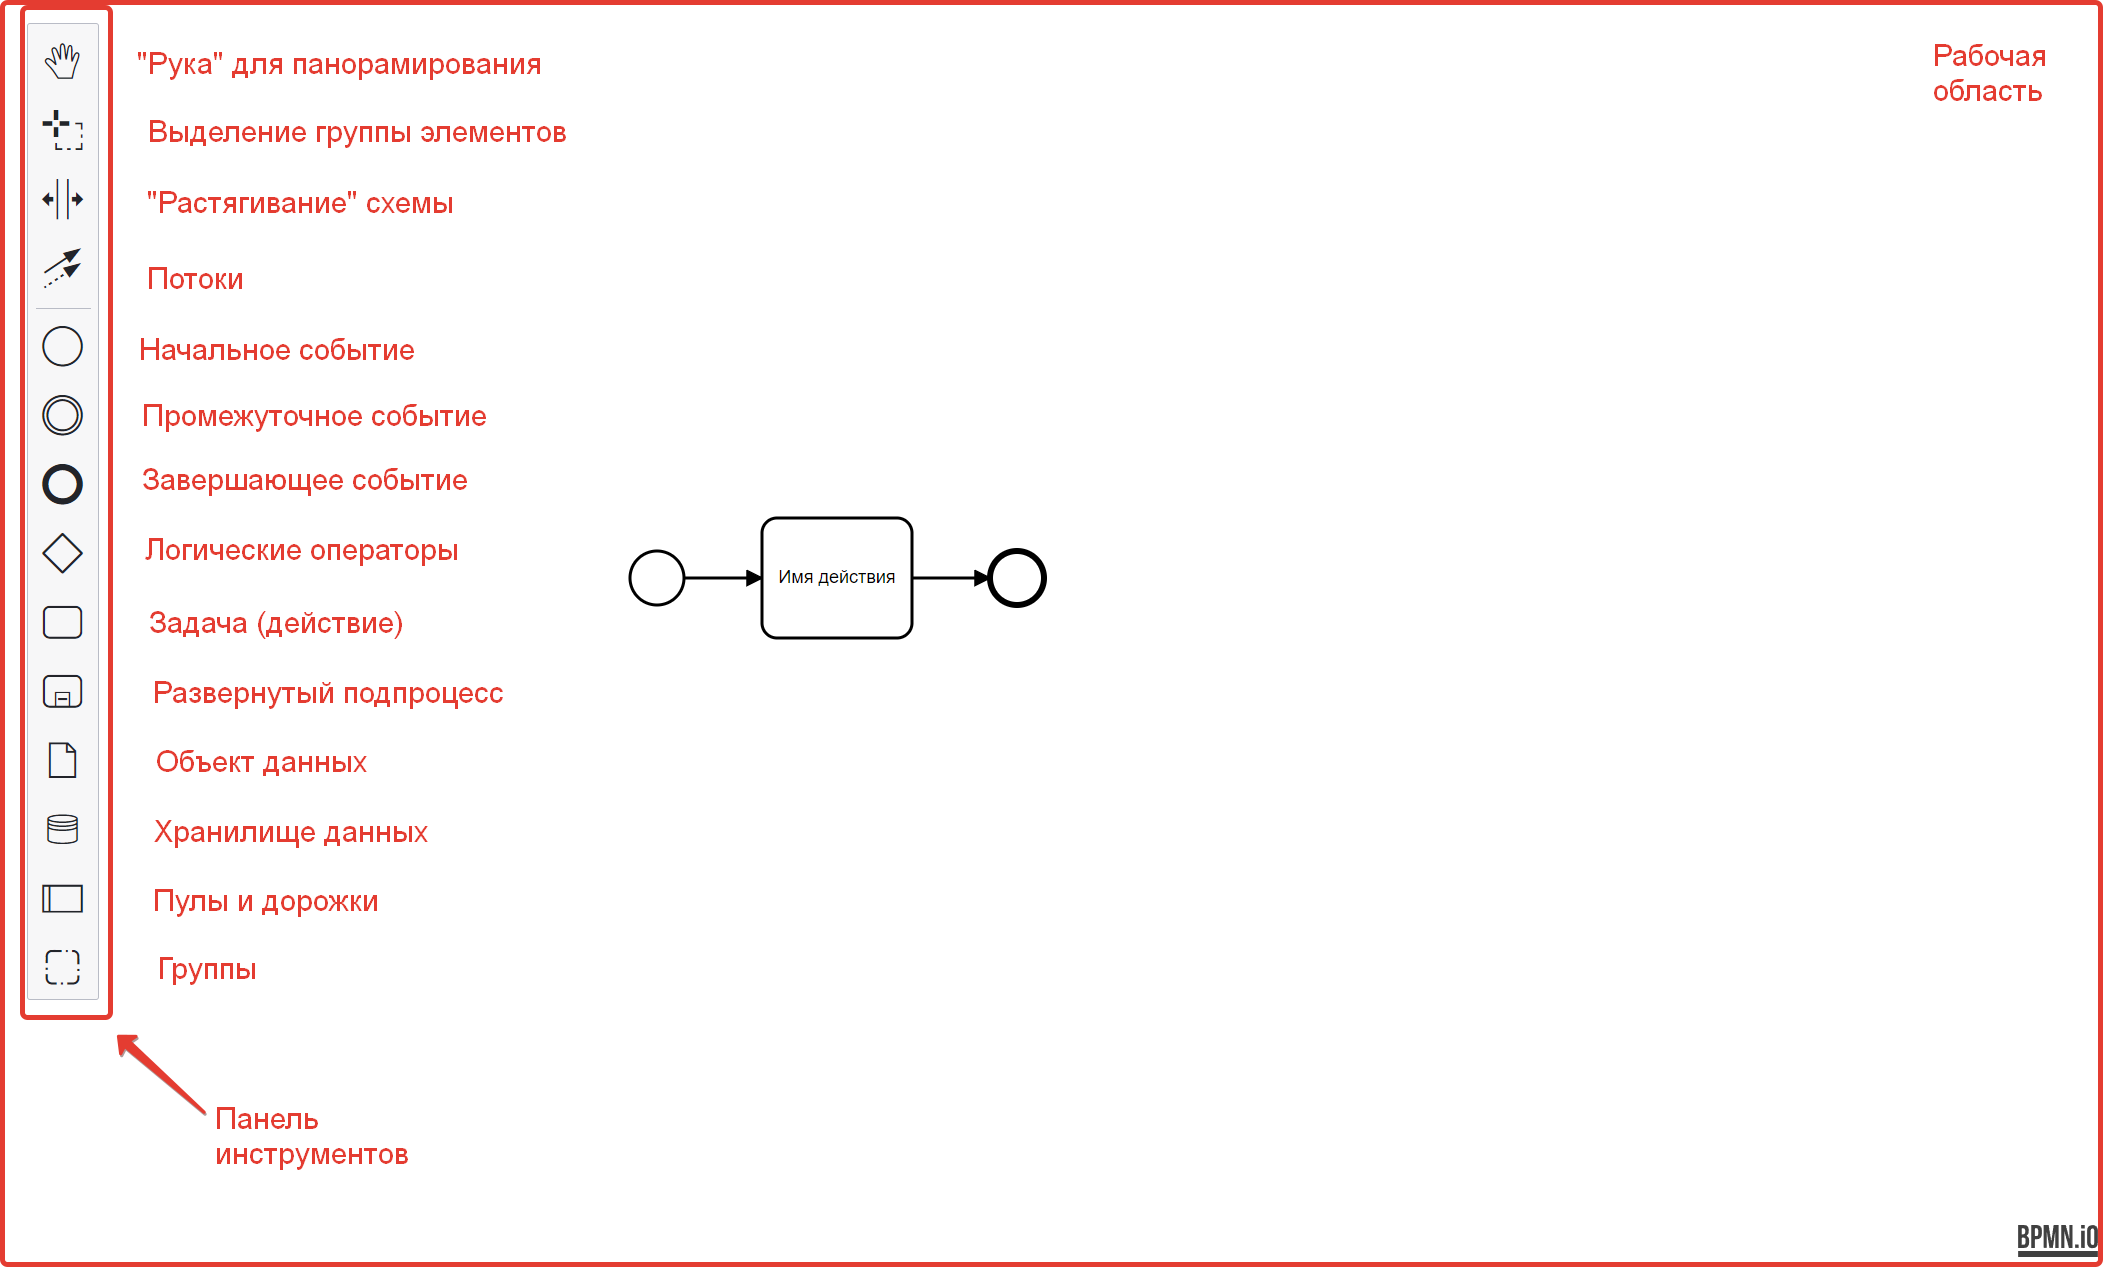 "Рука" для панорамирования
Рабочая
область
Выделение группы элементов
"Растягивание" схемы
Потоки
Начальное событие
Промежуточное событие
Завершающее событие
Логические операторы
Имя действия
Задача (действие)
Развернутый подпроцесс
Объект данных
Хранилище данных
Пулы и дорожки
Группы
Панель
инструментов
BPMN.iO